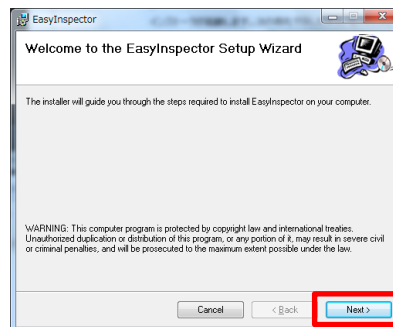 EasyInspector
Welcome to the EasyInspector Setup Wizard
The installer will guide you through the steps required to install EasyInspector on your computer.
WARNING: This computer program is protected by copyright law and international treaties.
Unauthorized duplication or distribution of this program, or any portion of it, may result in severe civil
or criminal penalties, and will be prosecuted to the maximum extent possible under the law.
Cancel
< Back
Next >